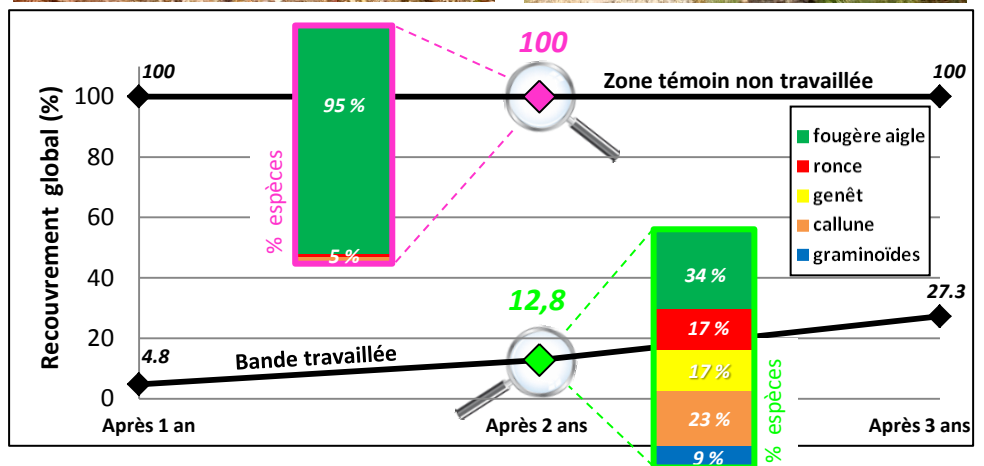 Recouvrement global (%)
100
80
60
40
20
0
100
100
100
Zone témoin non travaillée
95 %
5 %
% espèces
fougère aigle
ronce
genêt
callune
graminoïdes
4.8
Bande travaillée
12,8
27.3
34 %
17 %
17 %
23 %
9 %
% espèces
Après 1 an
Après 2 ans
Après 3 ans